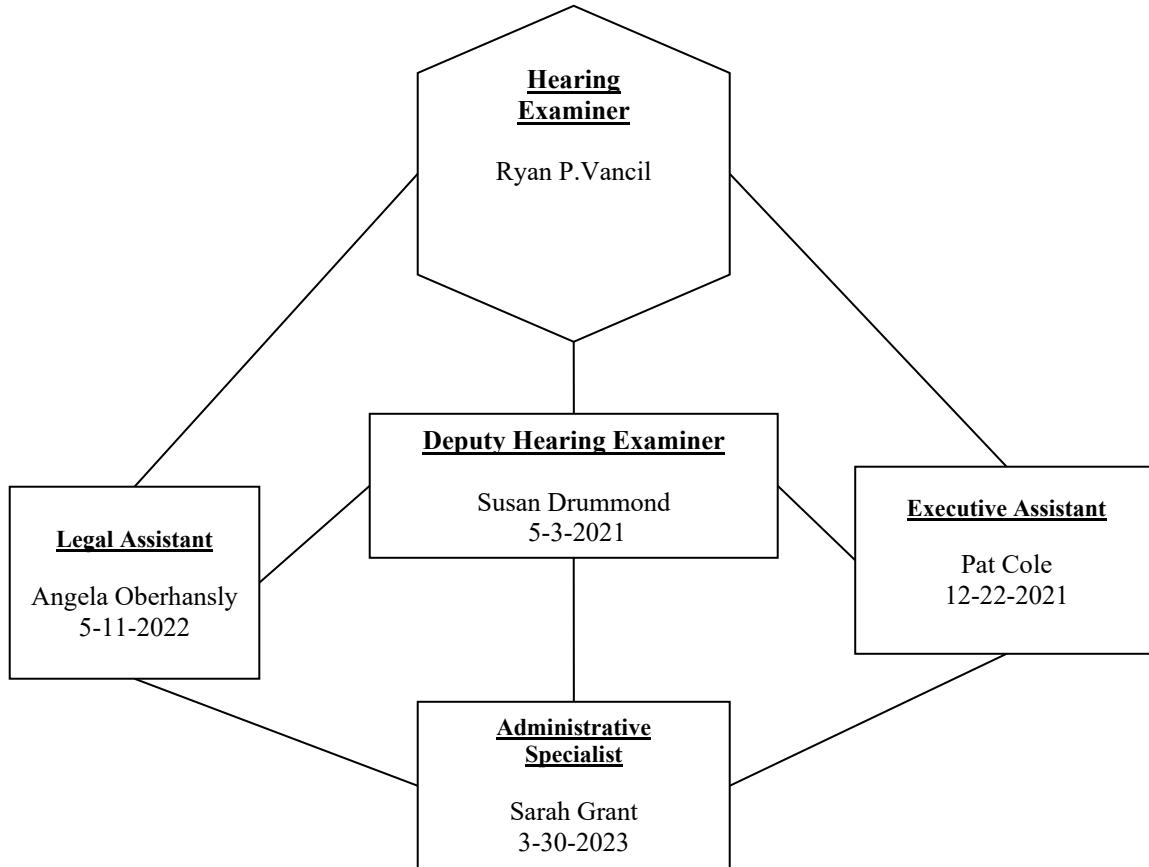 Hearing
Examiner
Ryan P.Vancil
Deputy Hearing Examiner
Susan Drummond
5-3-2021
Legal Assistant
Angela Oberhansly
5-11-2022
Executive Assistant
Pat Cole
12-22-2021
Administrative
Specialist
Sarah Grant
3-30-2023